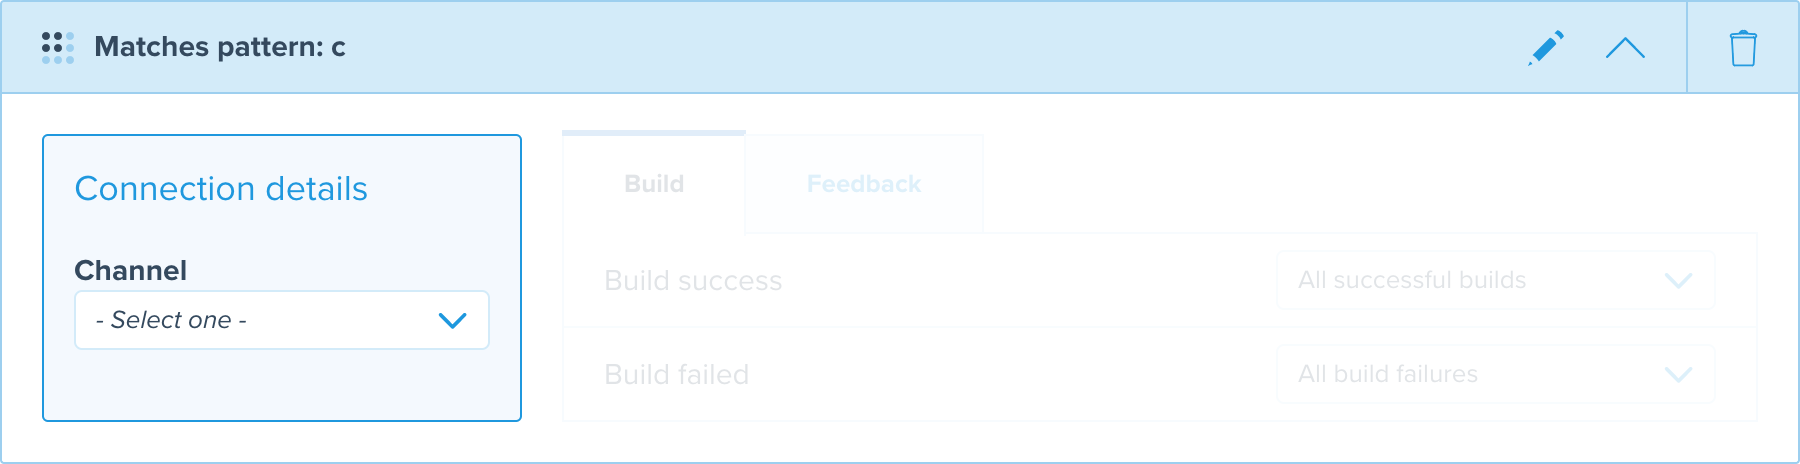 Matches pattern: c
Connection details
Channel
- Select one -
Build
Feedback
Build success
All successful builds
Build failed
All build failures